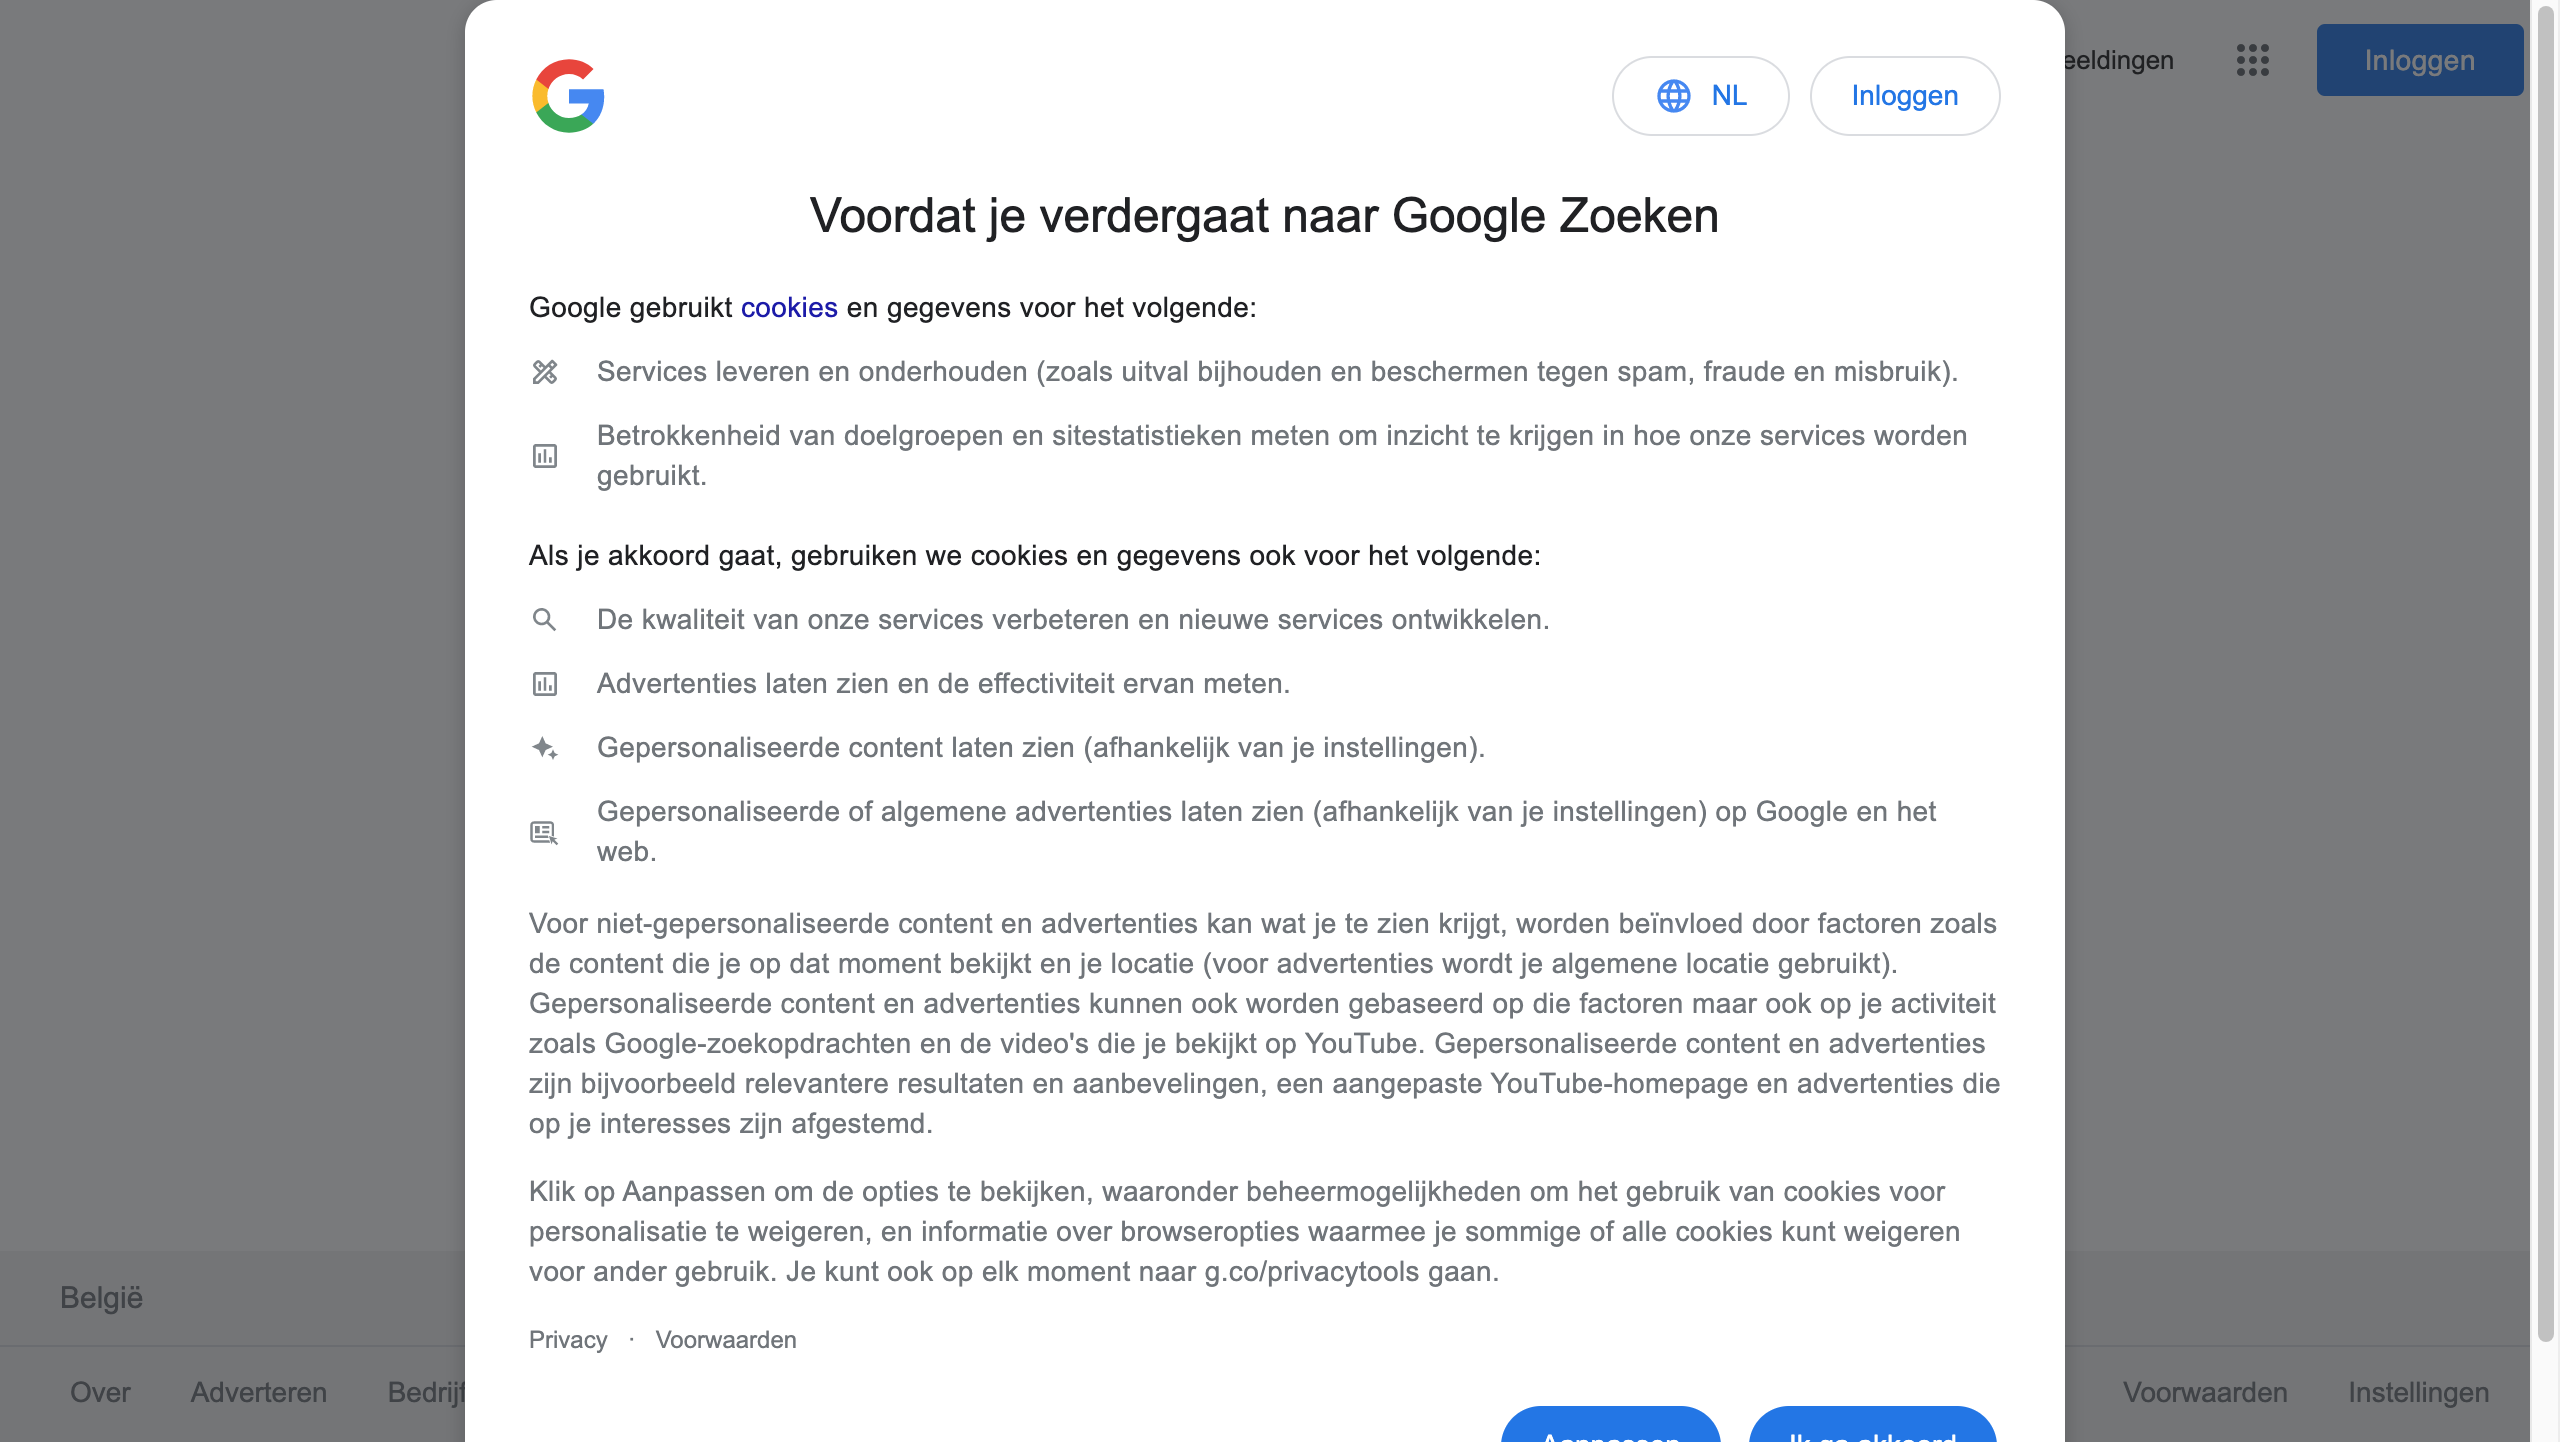 eeldingen
Inloggen
NL
Inloggen
Voordat je verdergaat naar Google Zoeken
Google gebruikt cookies en gegevens voor het volgende:
Services leveren en onderhouden (zoals uitval bijhouden en beschermen tegen spam, fraude en misbruik).
Betrokkenheid van doelgroepen en sitestatistieken meten om inzicht te krijgen in hoe onze services worden
gebruikt.
Als je akkoord gaat, gebruiken we cookies en gegevens ook voor het volgende:
De kwaliteit van onze services verbeteren en nieuwe services ontwikkelen.
Advertenties laten zien en de effectiviteit ervan meten.
Gepersonaliseerde content laten zien (afhankelijk van je instellingen).
Gepersonaliseerde of algemene advertenties laten zien (afhankelijk van je instellingen) op Google en het
web.
Voor niet-gepersonaliseerde content en advertenties kan wat je te zien krijgt, worden beïnvloed door factoren zoals
de content die je op dat moment bekijkt en je locatie (voor advertenties wordt je algemene locatie gebruikt).
Gepersonaliseerde content en advertenties kunnen ook worden gebaseerd op die factoren maar ook op je activiteit
zoals Google-zoekopdrachten en de video's die je bekijkt op YouTube. Gepersonaliseerde content en advertenties
zijn bijvoorbeeld relevantere resultaten en aanbevelingen, een aangepaste YouTube-homepage en advertenties die
op je interesses zijn afgestemd.
Klik op Aanpassen om de opties te bekijken, waaronder beheermogelijkheden om het gebruik van cookies voor
personalisatie te weigeren, en informatie over browseropties waarmee je sommige of alle cookies kunt weigeren
voor ander gebruik. Je kunt ook op elk moment naar g.co/privacytools gaan.
België
Privacy · Voorwaarden
Over Adverteren Bedrijf
Voorwaarden Instellingen
Aanpassen Ik ga akkoord